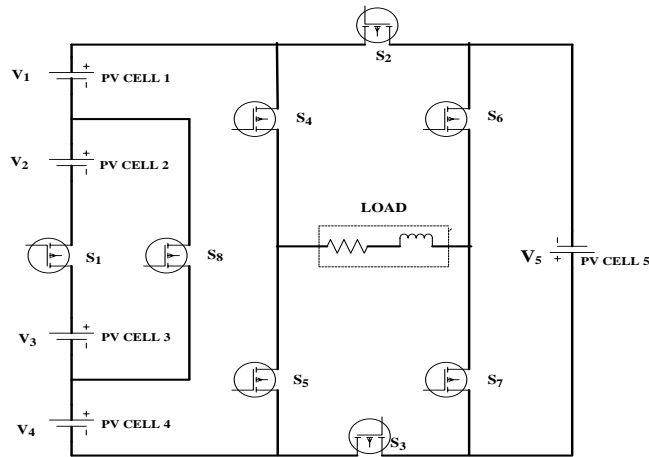 S2
V1 + - PV CELL 1
S4
S6
V2 + - PV CELL 2
LOAD
S1
S8
V5 - + PV CELL 5
V3 + - PV CELL 3
S5
S7
V4 + - PV CELL 4
S3